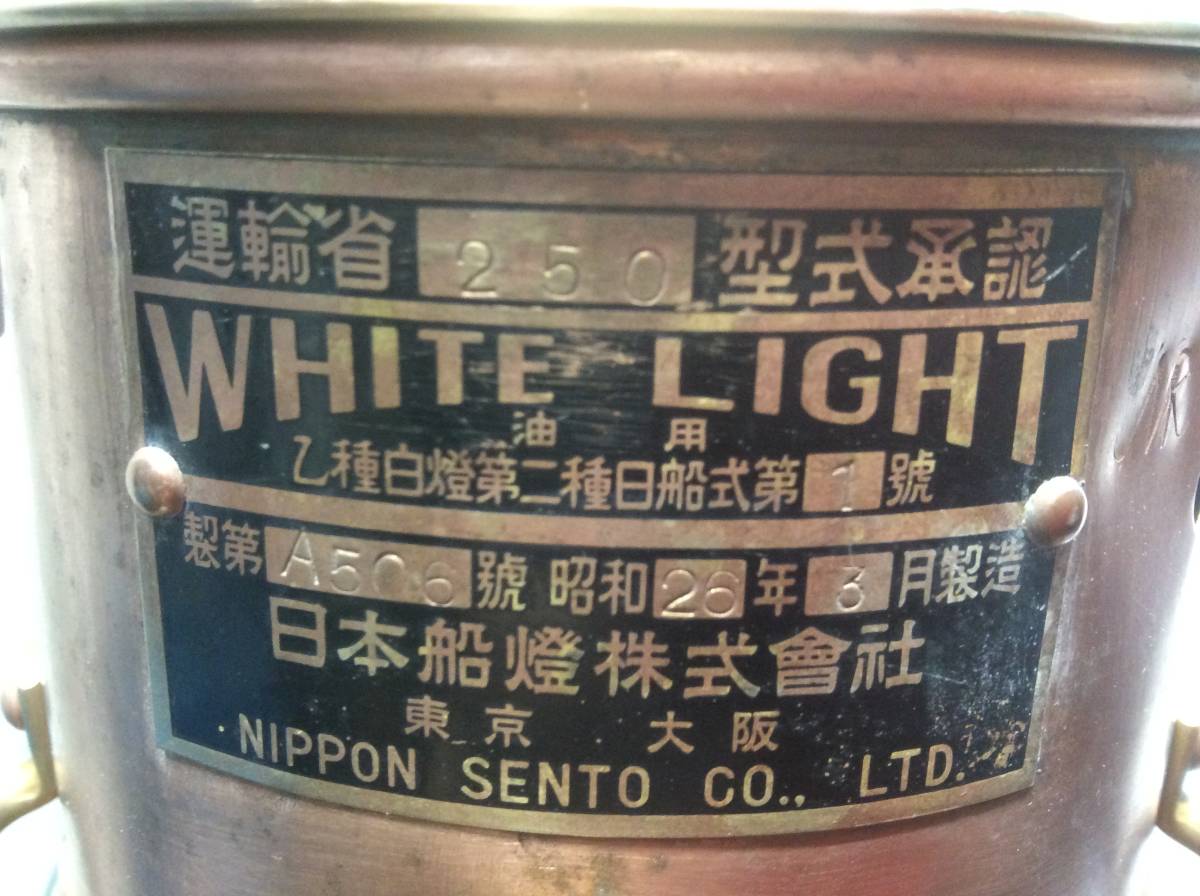 運輸省 250 型式承認
WHITE LIGHT
油用
乙種白燈第二種日船式第 1 號
製第 A506 號 昭和 26 年 3 月製造
日本船燈株式會社
東京 大阪
NIPPON SENTO CO., LTD.